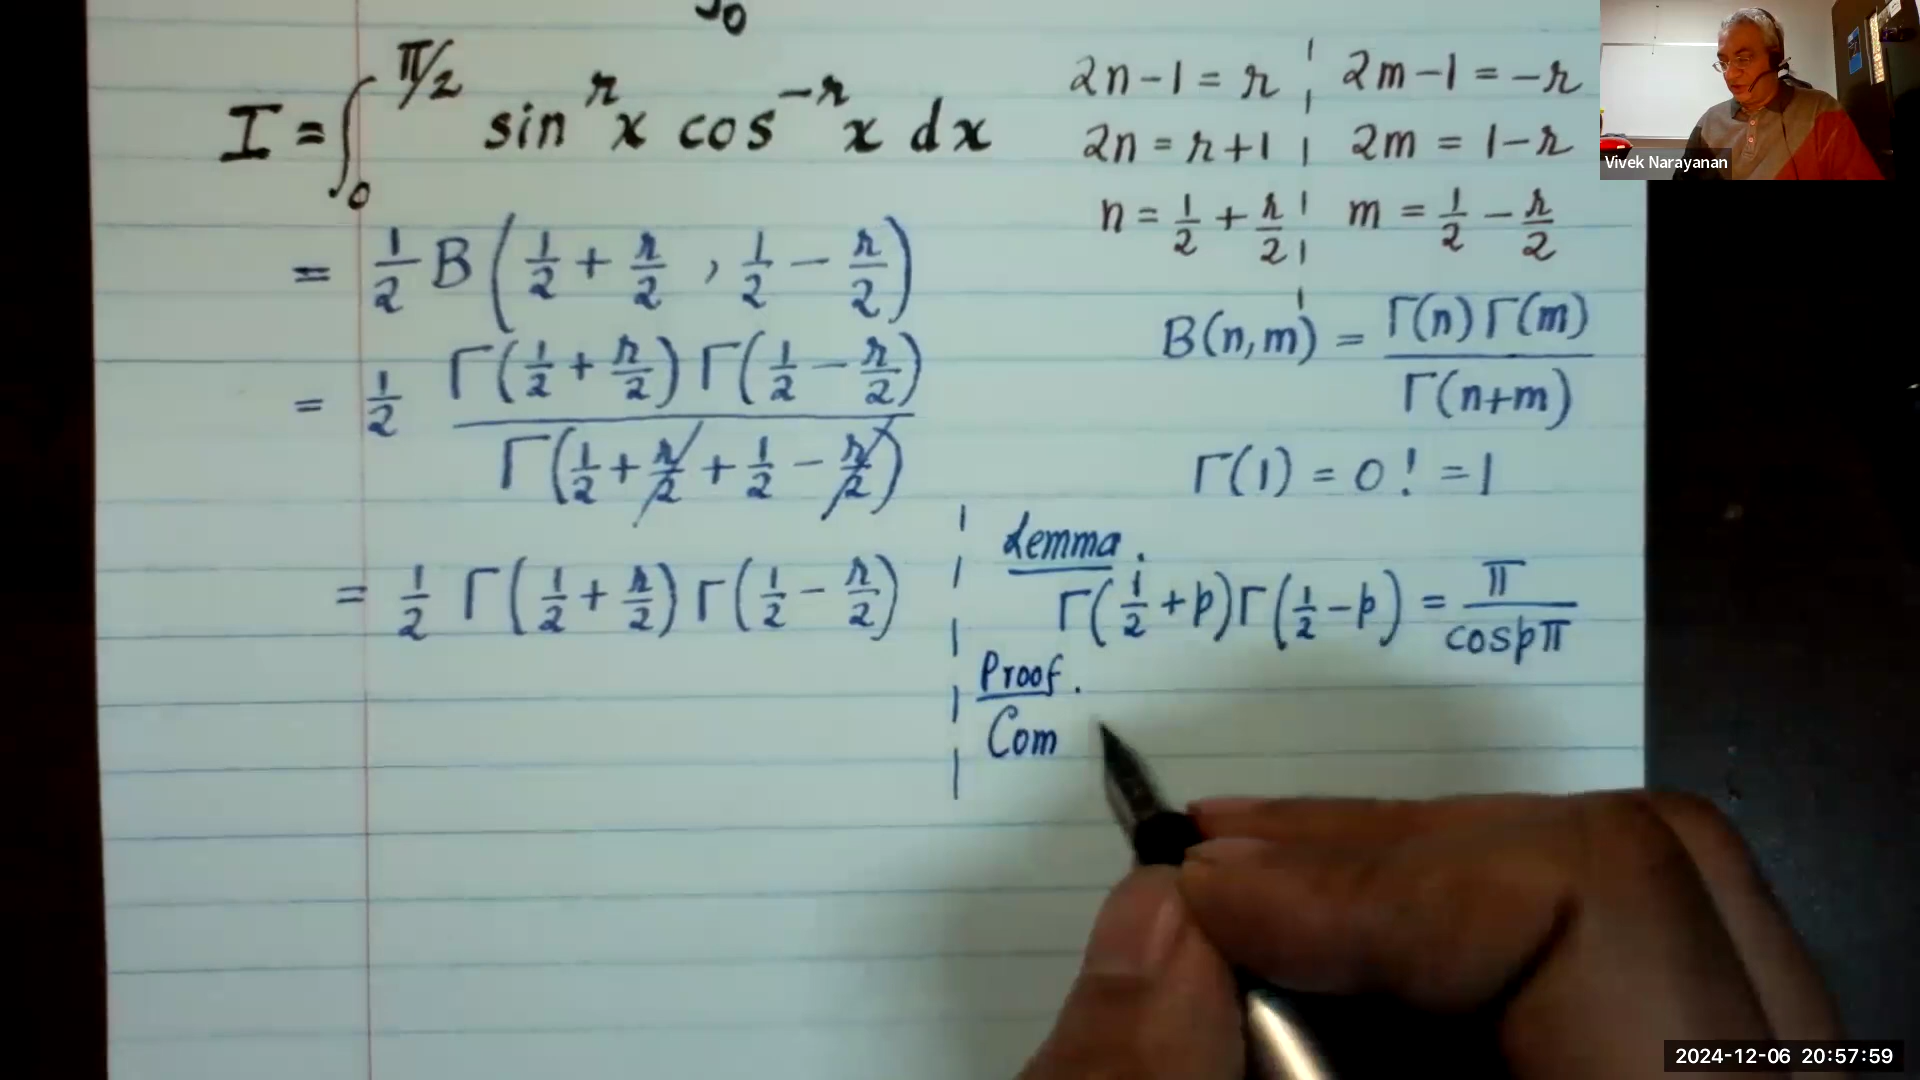 ∫₀
I = ∫₀^{π/2} sin^r x cos^{-r} x dx
= 1/2 B(1/2 + r/2 , 1/2 - r/2)
= 1/2 Γ(1/2 + r/2) Γ(1/2 - r/2) / Γ(1/2 + r/2 + 1/2 - r/2)
= 1/2 Γ(1/2 + r/2) Γ(1/2 - r/2)
2n-1 = r ¦ 2m-1 = -r
2n = r+1 ¦ 2m = 1-r
n = 1/2 + r/2 ¦ m = 1/2 - r/2
B(n,m) = Γ(n) Γ(m) / Γ(n+m)
Γ(1) = 0! = 1
Lemma.
Γ(1/2 + p) Γ(1/2 - p) = π / cos pπ
Proof.
Com
Vivek Narayanan
2024-12-06 20:57:59